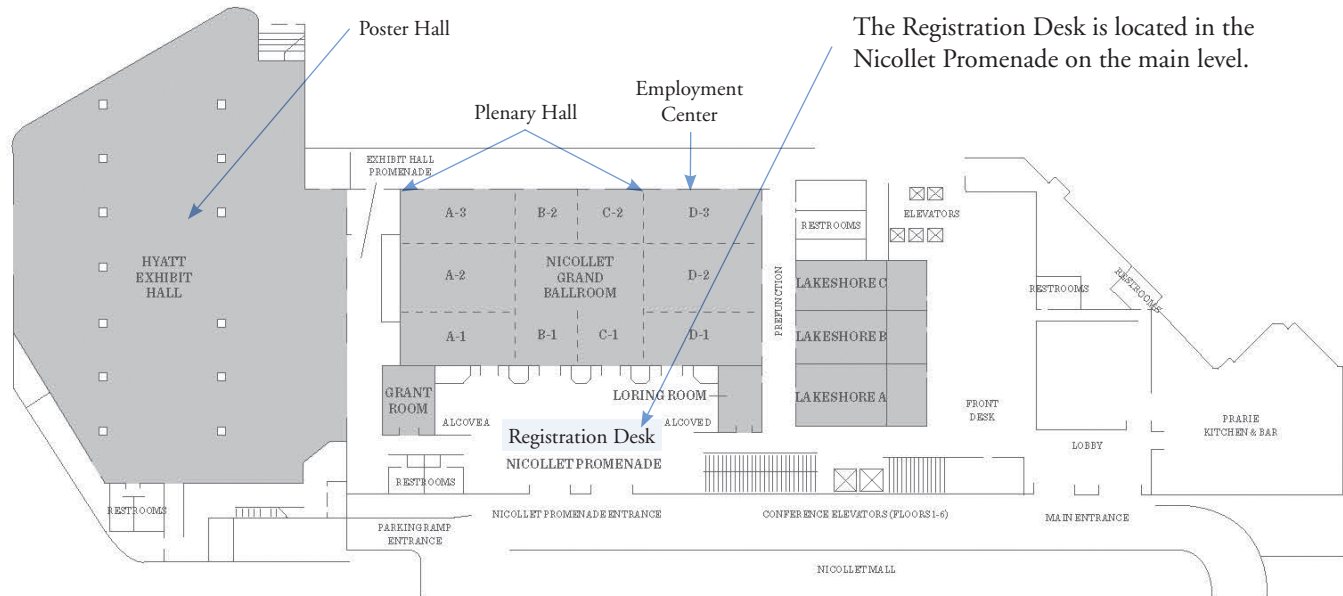 Poster Hall
The Registration Desk is located in the
Nicollet Promenade on the main level.
Employment
Center
Plenary Hall
EXHIBIT HALL
PROMENADE
A-3
B-2
C-2
D-3
RESTROOMS
ELEVATORS
HYATT
EXHIBIT
HALL
A-2
NICOLLET
GRAND
BALLROOM
D-2
PREFUNCTION
LAKESHORE C
RESTROOMS
RESTROOMS
A-1
B-1
C-1
D-1
LAKESHORE B
GRANT
ROOM
LORING ROOM
LAKESHORE A
ALCOVE A
ALCOVE D
FRONT
DESK
PRARIE
KITCHEN & BAR
Registration Desk
LOBBY
NICOLLET PROMENADE
RESTROOMS
RESTROOMS
NICOLLET PROMENADE ENTRANCE
CONFERENCE ELEVATORS (FLOORS 1-6)
MAIN ENTRANCE
PARKING RAMP
ENTRANCE
NICOLLET MALL